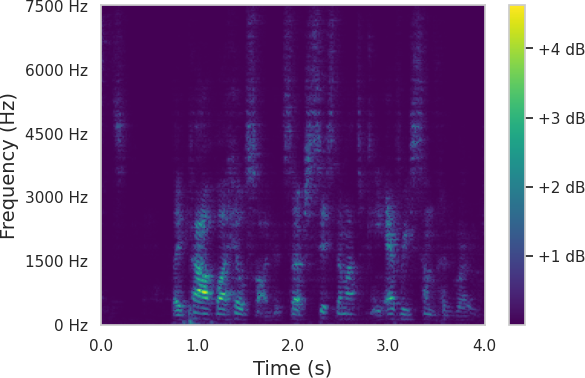 7500 Hz
6000 Hz
4500 Hz
3000 Hz
1500 Hz
0 Hz
Frequency (Hz)
0.0 1.0 2.0 3.0 4.0
Time (s)
+4 dB
+3 dB
+2 dB
+1 dB